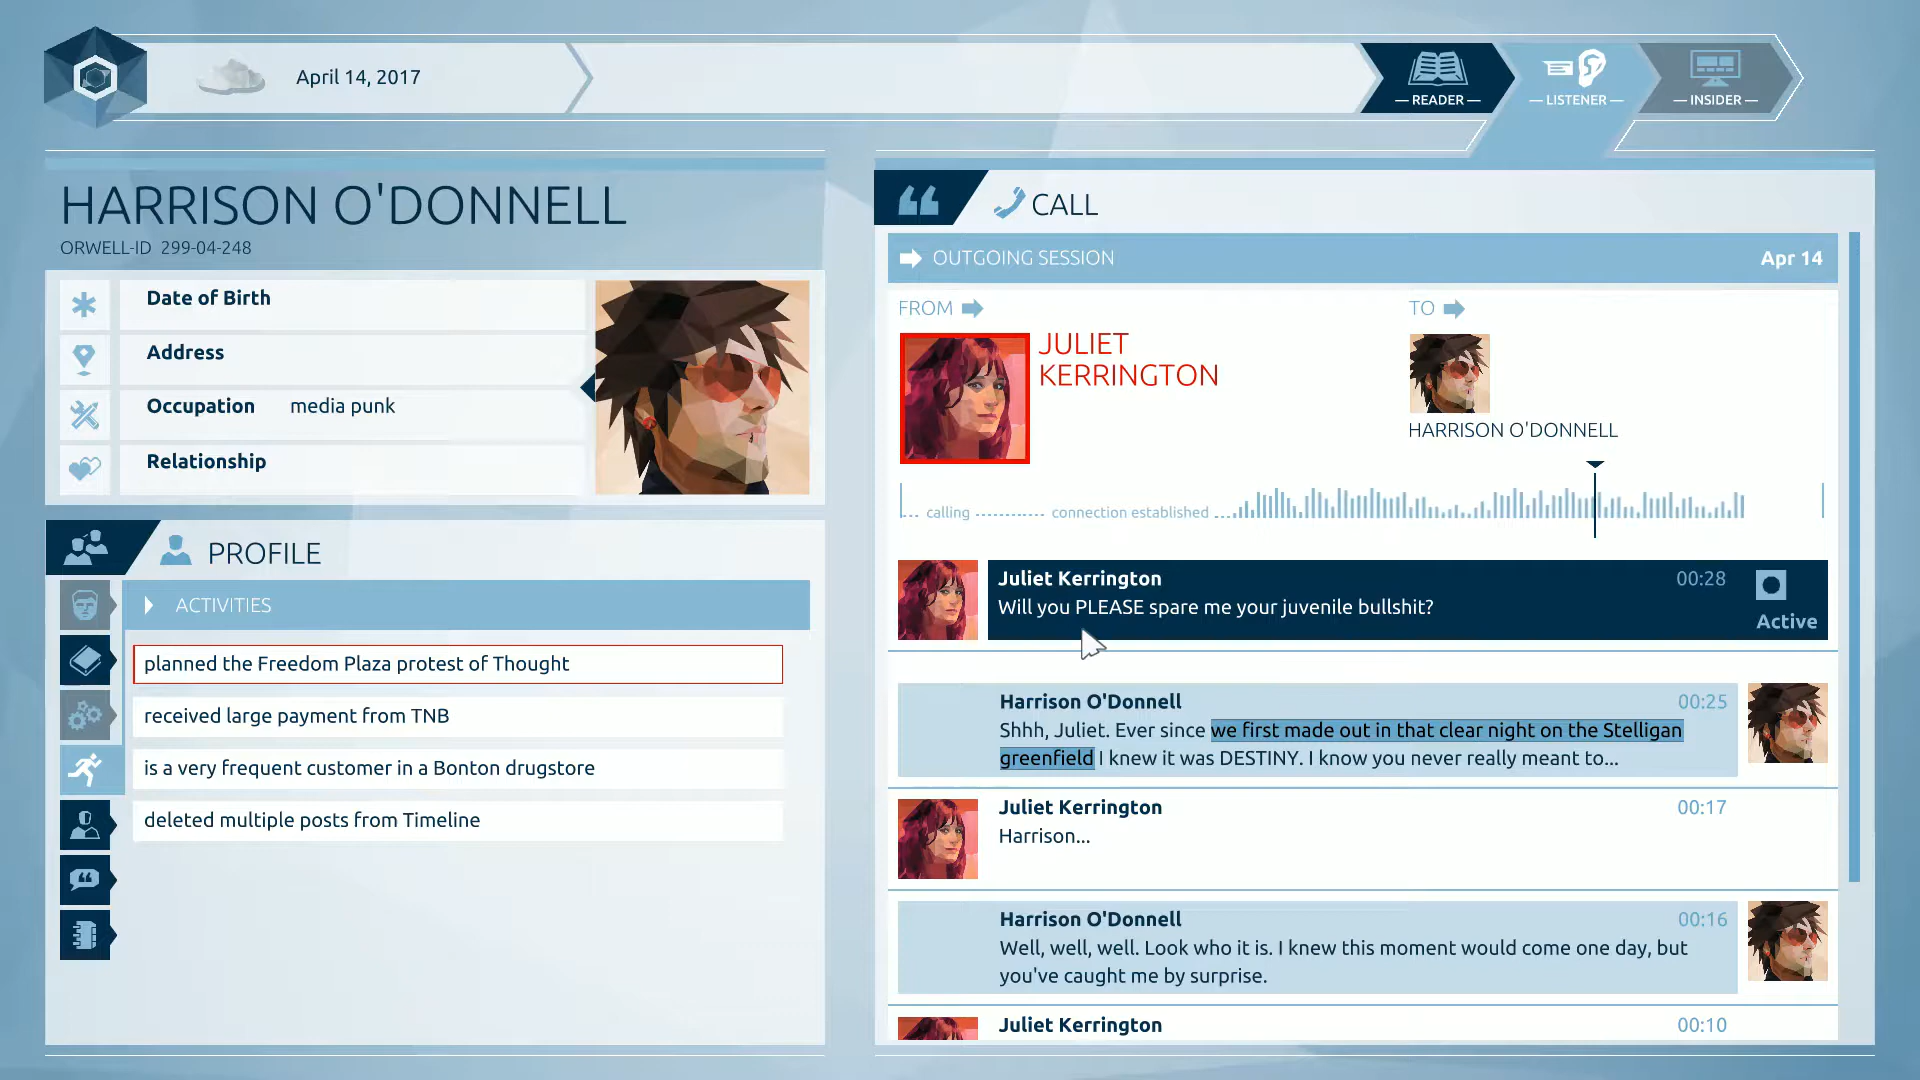 April 14, 2017
READER
LISTENER
INSIDER
HARRISON O'DONNELL
ORWELL-ID 299-04-248
Date of Birth
Address
Occupation media punk
Relationship
PROFILE
ACTIVITIES
planned the Freedom Plaza protest of Thought
received large payment from TNB
is a very frequent customer in a Bonton drugstore
deleted multiple posts from Timeline
CALL
OUTGOING SESSION Apr 14
FROM
TO
JULIET
KERRINGTON
HARRISON O'DONNELL
calling connection established
Juliet Kerrington 00:28
Will you PLEASE spare me your juvenile bullshit?
Active
Harrison O'Donnell 00:25
Shhh, Juliet. Ever since we first made out in that clear night on the Stelligan
greenfield I knew it was DESTINY. I know you never really meant to...
Juliet Kerrington 00:17
Harrison...
Harrison O'Donnell 00:16
Well, well, well. Look who it is. I knew this moment would come one day, but
you've caught me by surprise.
Juliet Kerrington 00:10